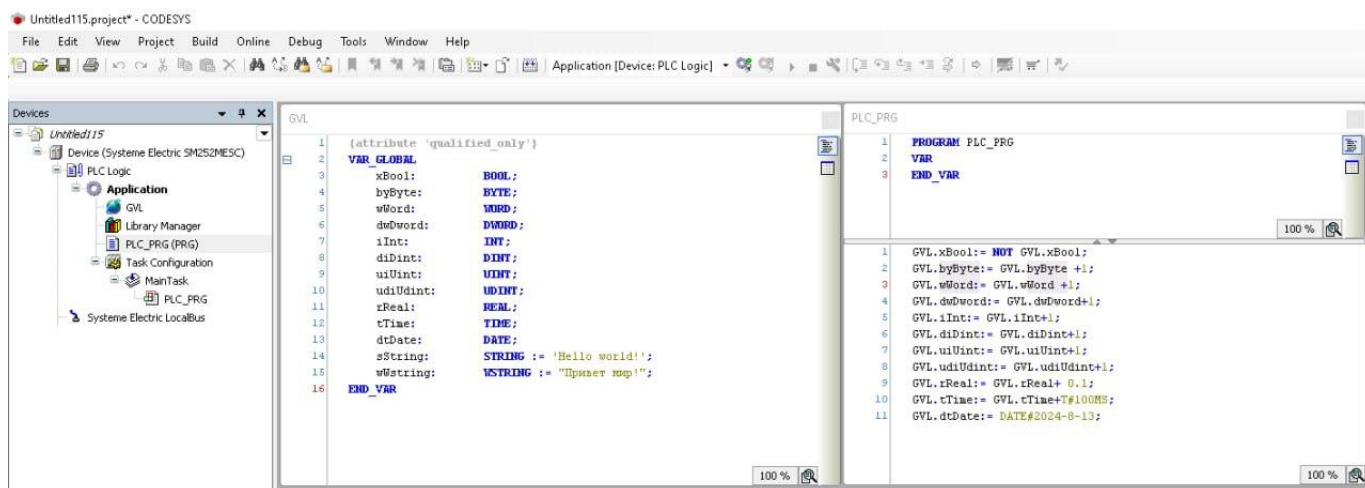 Untitled115.project* - CODESYS
File Edit View Project Build Online Debug Tools Window Help
Application [Device: PLC Logic]
Devices
Untitled115
Device (Systeme Electric SM252MESC)
PLC Logic
Application
GVL
Library Manager
PLC_PRG (PRG)
Task Configuration
MainTask
PLC_PRG
Systeme Electric LocalBus
GVL
1 {attribute 'qualified_only'}
2 VAR_GLOBAL
3 xBool: BOOL;
4 byByte: BYTE;
5 wWord: WORD;
6 dwDword: DWORD;
7 iInt: INT;
8 diDint: DINT;
9 uiUint: UINT;
10 udiUdint: UDINT;
11 rReal: REAL;
12 tTime: TIME;
13 dtDate: DATE;
14 sString: STRING := 'Hello world!';
15 wWstring: WSTRING := "Привет мир!";
16 END_VAR
100 %
PLC_PRG
1 PROGRAM PLC_PRG
2 VAR
3 END_VAR
100 %
1 GVL.xBool:= NOT GVL.xBool;
2 GVL.byByte:= GVL.byByte +1;
3 GVL.wWord:= GVL.wWord +1;
4 GVL.dwDword:= GVL.dwDword+1;
5 GVL.iInt:= GVL.iInt+1;
6 GVL.diDint:= GVL.diDint+1;
7 GVL.uiUint:= GVL.uiUint+1;
8 GVL.udiUdint:= GVL.udiUdint+1;
9 GVL.rReal:= GVL.rReal+ 0.1;
10 GVL.tTime:= GVL.tTime+T#100MS;
11 GVL.dtDate:= DATE#2024-8-13;
100 %